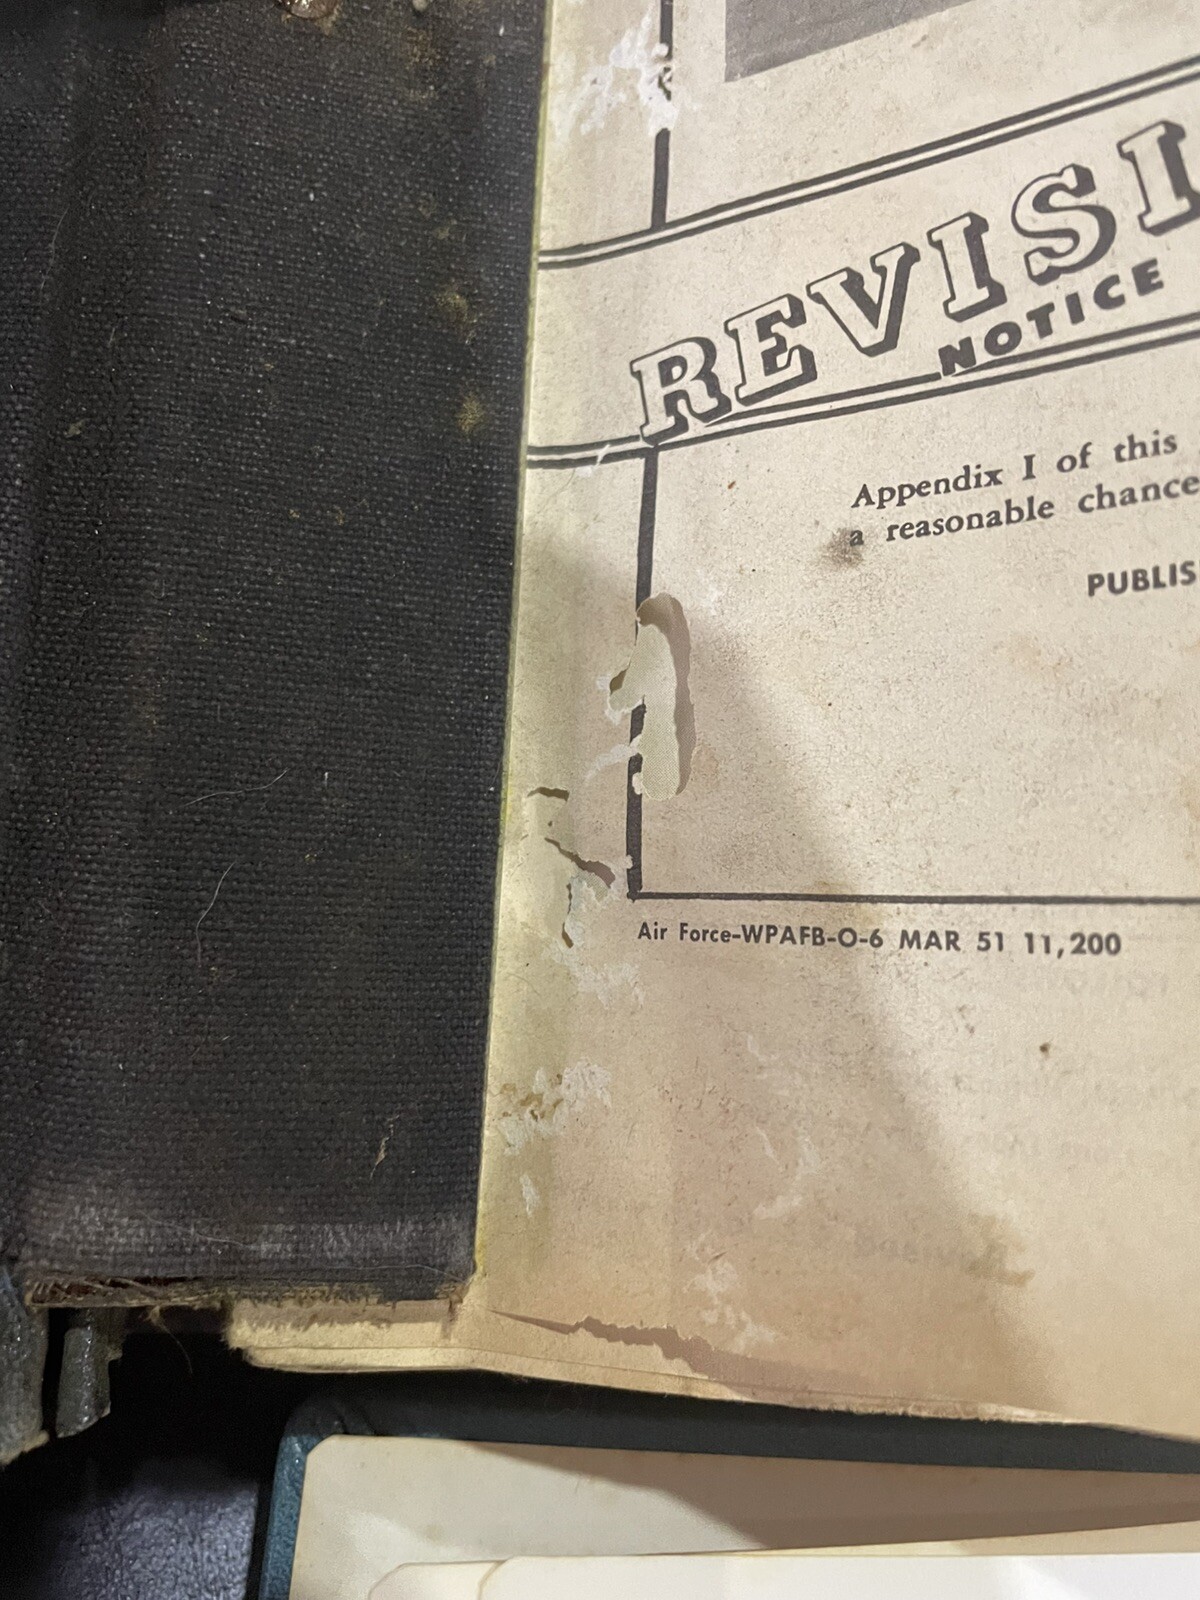 REVISI
NOTICE
Appendix I of this
a reasonable chance
PUBLIS
Air Force-WPAFB-O-6 MAR 51 11,200